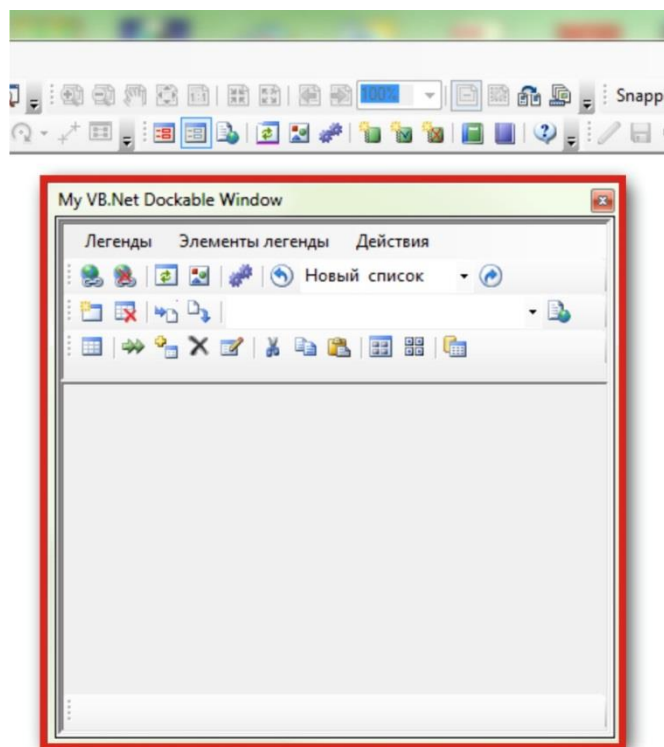 100%
Snapp
My VB.Net Dockable Window
Легенды Элементы легенды Действия
Новый список